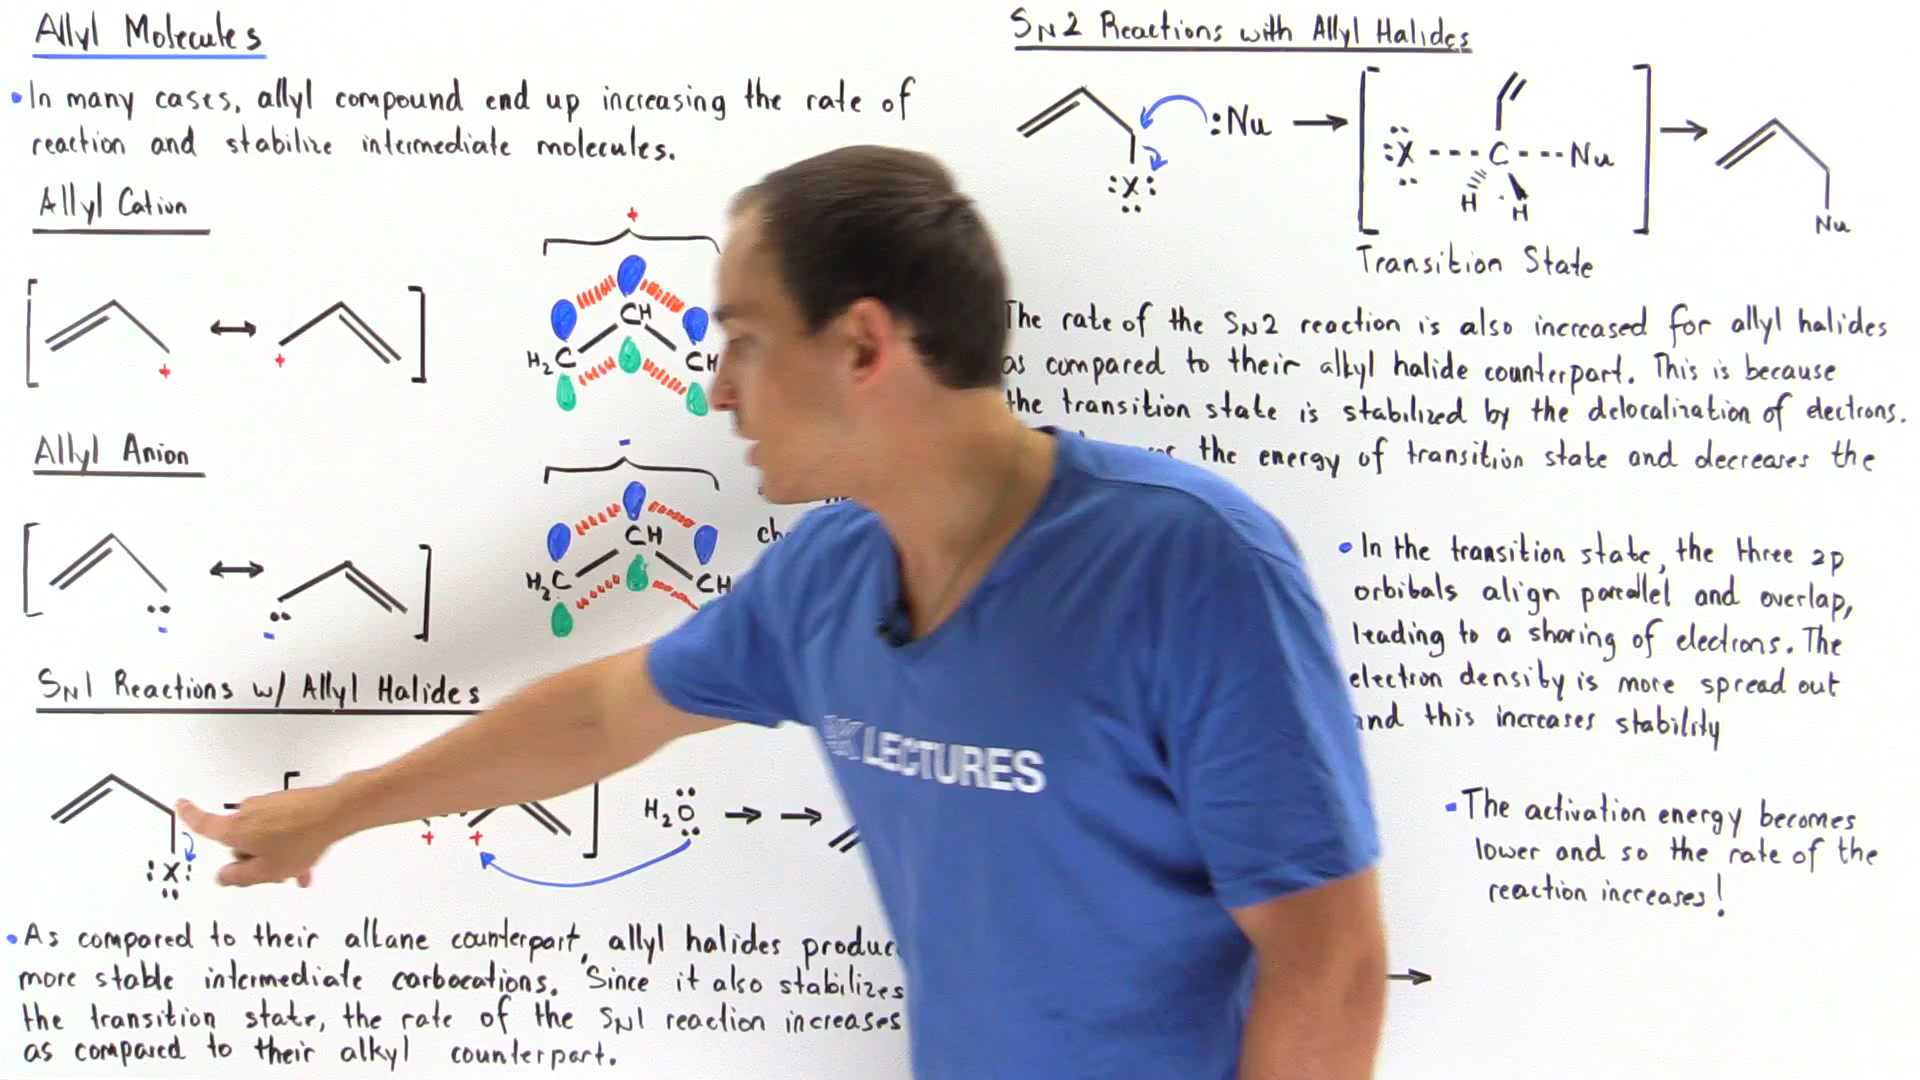 Allyl Molecules
• In many cases, allyl compound end up increasing the rate of
reaction and stabilize intermediate molecules.
Allyl Cation
+ +
+
CH
H₂C CH
Allyl Anion
-
CH
H₂C CH
- -
SN1 Reactions w/ Allyl Halides
:X:
+ +
H₂O
• As compared to their alkane counterpart, allyl halides
more stable intermediate carbocations. Since it also stabilizes
the transition state, the rate of the SN1 reaction increases
as compared to their alkyl counterpart.
SN2 Reactions with Allyl Halides
:Nu
:X:
:X C Nu
H H
Nu
Transition State
The rate of the SN2 reaction is also increased for allyl halides
as compared to their alkyl halide counterpart. This is because
the transition state is stabilized by the delocalization of electrons.
the energy of transition state and decreases the
• In the transition state, the three 2p
orbitals align parallel and overlap,
leading to a sharing of electrons. The
electron density is more spread out
and this increases stability
- The activation energy becomes
lower and so the rate of the
reaction increases!
LECTURES